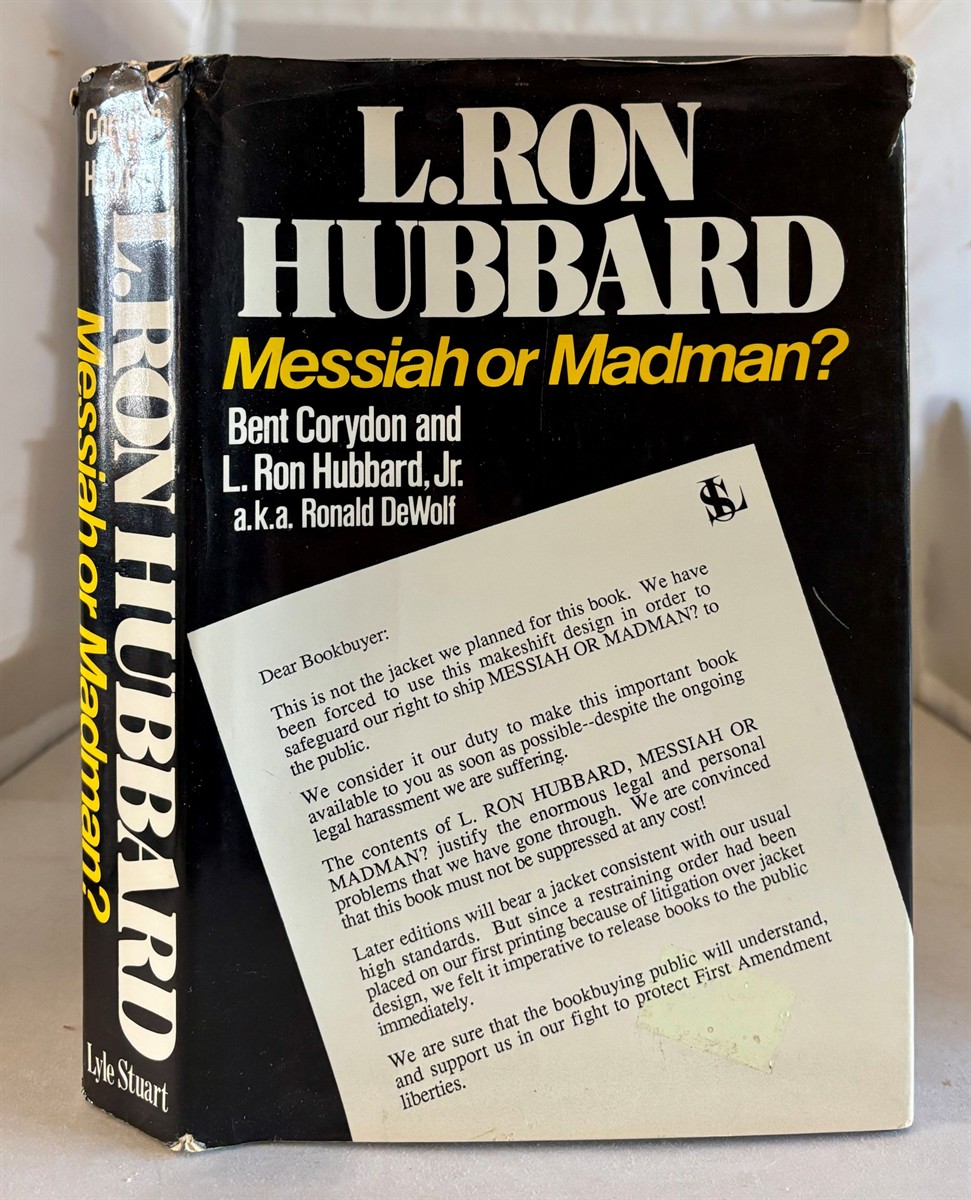 L.RON
HUBBARD
Messiah or Madman?
Bent Corydon and
L. Ron Hubbard, Jr.
a.k.a. Ronald DeWolf
LS
Dear Bookbuyer:
This is not the jacket we planned for this book. We have
been forced to use this makeshift design in order to
safeguard our right to ship MESSIAH OR MADMAN? to
the public.
We consider it our duty to make this important book
available to you as soon as possible--despite the ongoing
legal harassment we are suffering.
The contents of L. RON HUBBARD, MESSIAH OR
MADMAN? justify the enormous legal and personal
problems that we have gone through. We are convinced
that this book must not be suppressed at any cost!
Later editions will bear a jacket consistent with our usual
high standards. But since a restraining order had been
placed on our first printing because of litigation over jacket
design, we felt it imperative to release books to the public
immediately.
We are sure that the bookbuying public will understand,
and support us in our fight to protect First Amendment
liberties.
L. RON HUBBARD
Messiah or Madman?
Lyle Stuart